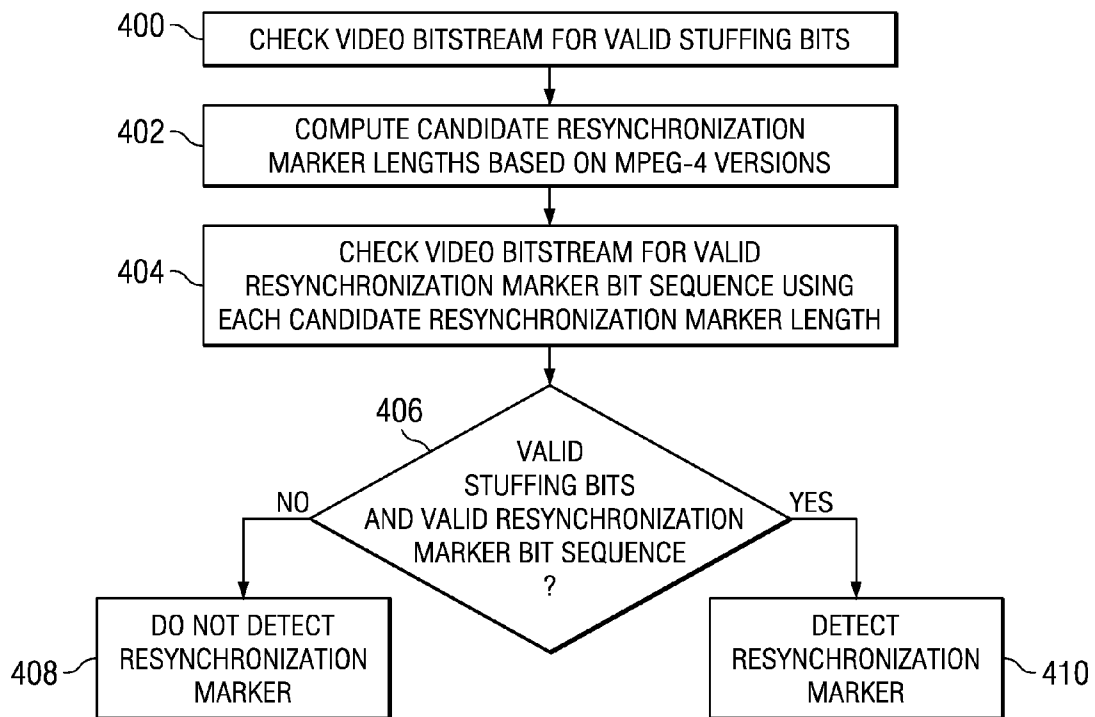 400
CHECK VIDEO BITSTREAM FOR VALID STUFFING BITS
402
COMPUTE CANDIDATE RESYNCHRONIZATION
MARKER LENGTHS BASED ON MPEG-4 VERSIONS
404
CHECK VIDEO BITSTREAM FOR VALID
RESYNCHRONIZATION MARKER BIT SEQUENCE USING
EACH CANDIDATE RESYNCHRONIZATION MARKER LENGTH
406
VALID
STUFFING BITS
AND VALID RESYNCHRONIZATION
MARKER BIT SEQUENCE
?
NO
YES
408
DO NOT DETECT
RESYNCHRONIZATION
MARKER
DETECT
RESYNCHRONIZATION
MARKER
410